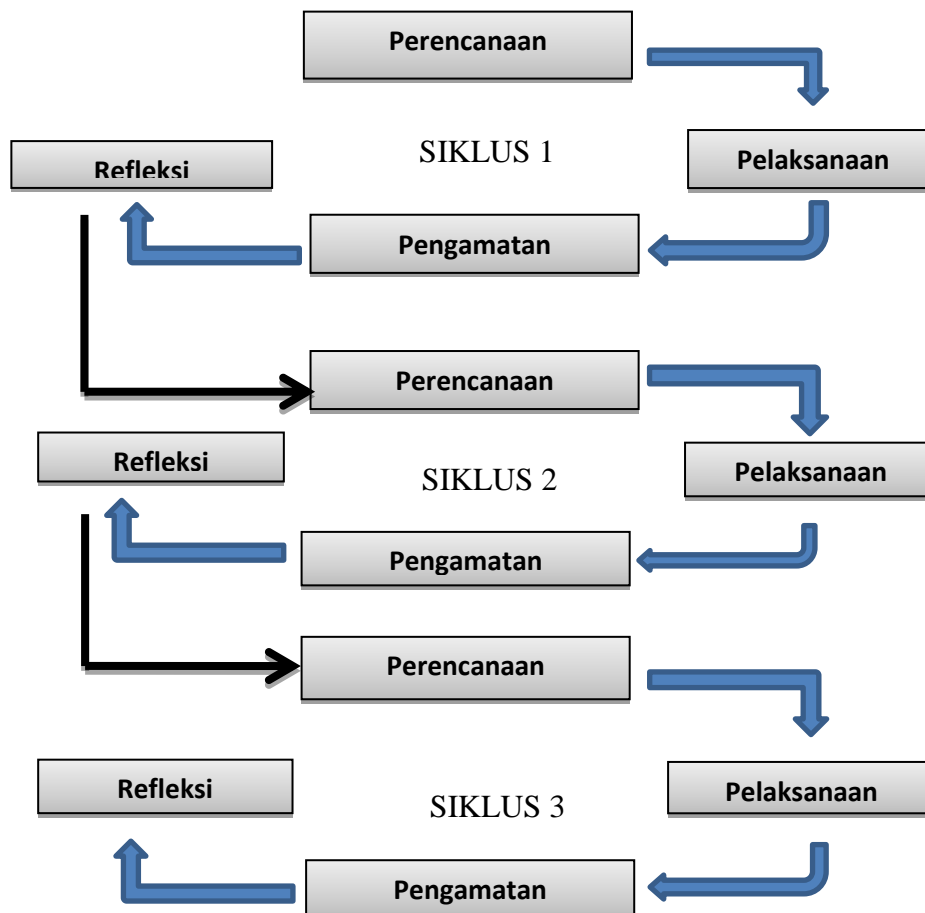 Perencanaan
SIKLUS 1
Pelaksanaan
Refleksi
Pengamatan
Perencanaan
Refleksi
SIKLUS 2
Pelaksanaan
Pengamatan
Perencanaan
Refleksi
SIKLUS 3
Pelaksanaan
Pengamatan